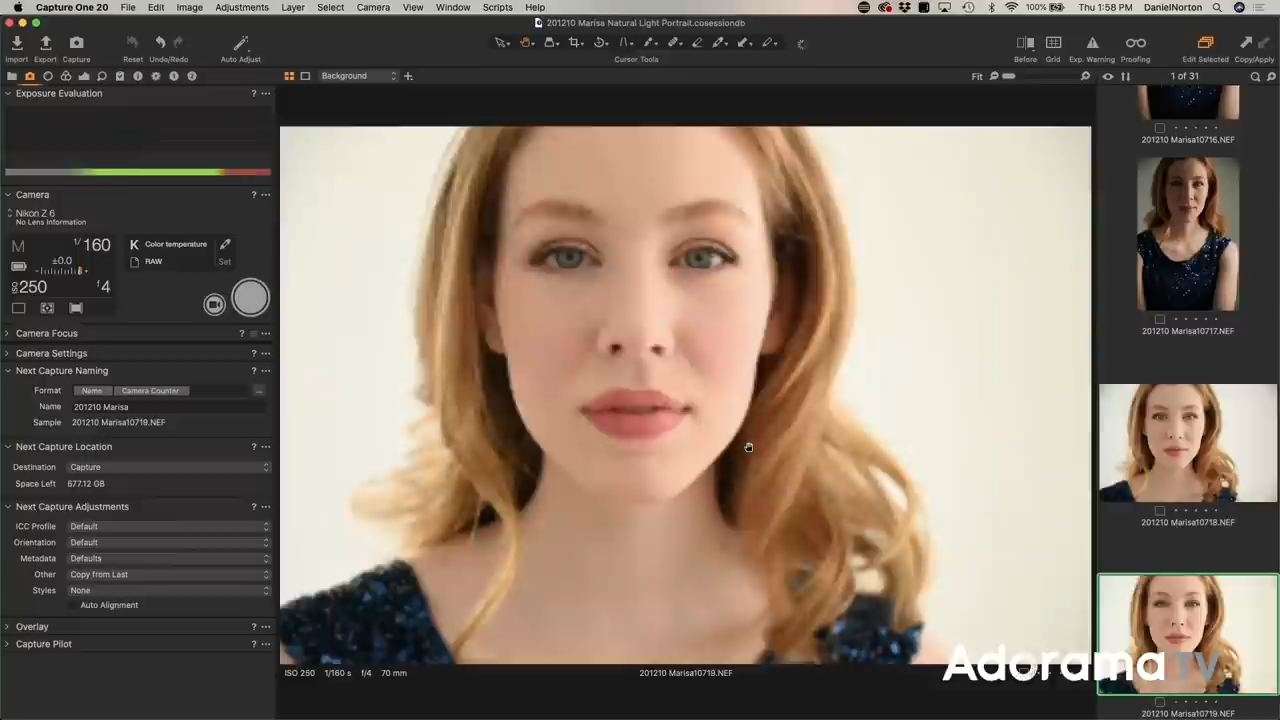 Capture One 20 File Edit Image Adjustments Layer Select Camera View Window Scripts Help 100% Thu 1:58 PM DanielNorton
201210 Marisa Natural Light Portrait.cosessiondb
Import Export Capture Reset Undo/Redo Auto Adjust Cursor Tools Before Grid Exp. Warning Proofing Edit Selected Copy/Apply
Background Fit 1 of 31
Exposure Evaluation ? ...
Camera ? ...
Nikon Z 6
No Lens Information
M 1/160 K Color temperature
±0.0 RAW Set
ISO 250 f4
Camera Focus ? ...
Camera Settings ? ...
Next Capture Naming ? ...
Format Name Camera Counter ...
Name 201210 Marisa
Sample 201210 Marisa10719.NEF
Next Capture Location ? ...
Destination Capture
Space Left 677.12 GB
Next Capture Adjustments ? ...
ICC Profile Default
Orientation Default
Metadata Defaults
Other Copy from Last
Styles None
Auto Alignment
Overlay ? ...
Capture Pilot ? ...
ISO 250 1/160 s f/4 70 mm 201210 Marisa10719.NEF
201210 Marisa10716.NEF
201210 Marisa10717.NEF
201210 Marisa10718.NEF
201210 Marisa10719.NEF
Adorama TV